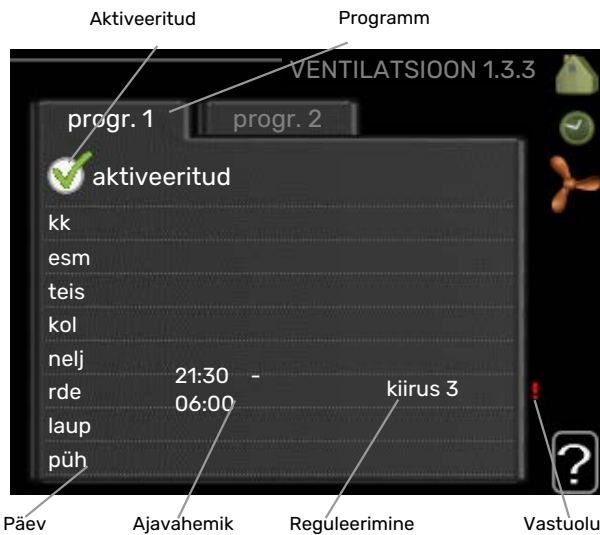 Aktiveeritud Programm
VENTILATSIOON 1.3.3
progr. 1 progr. 2
aktiveeritud
kk
esm
teis
kol
nelj
21:30 -
rde kiirus 3 !
06:00
laup
püh
?
Päev Ajavahemik Reguleerimine Vastuolu